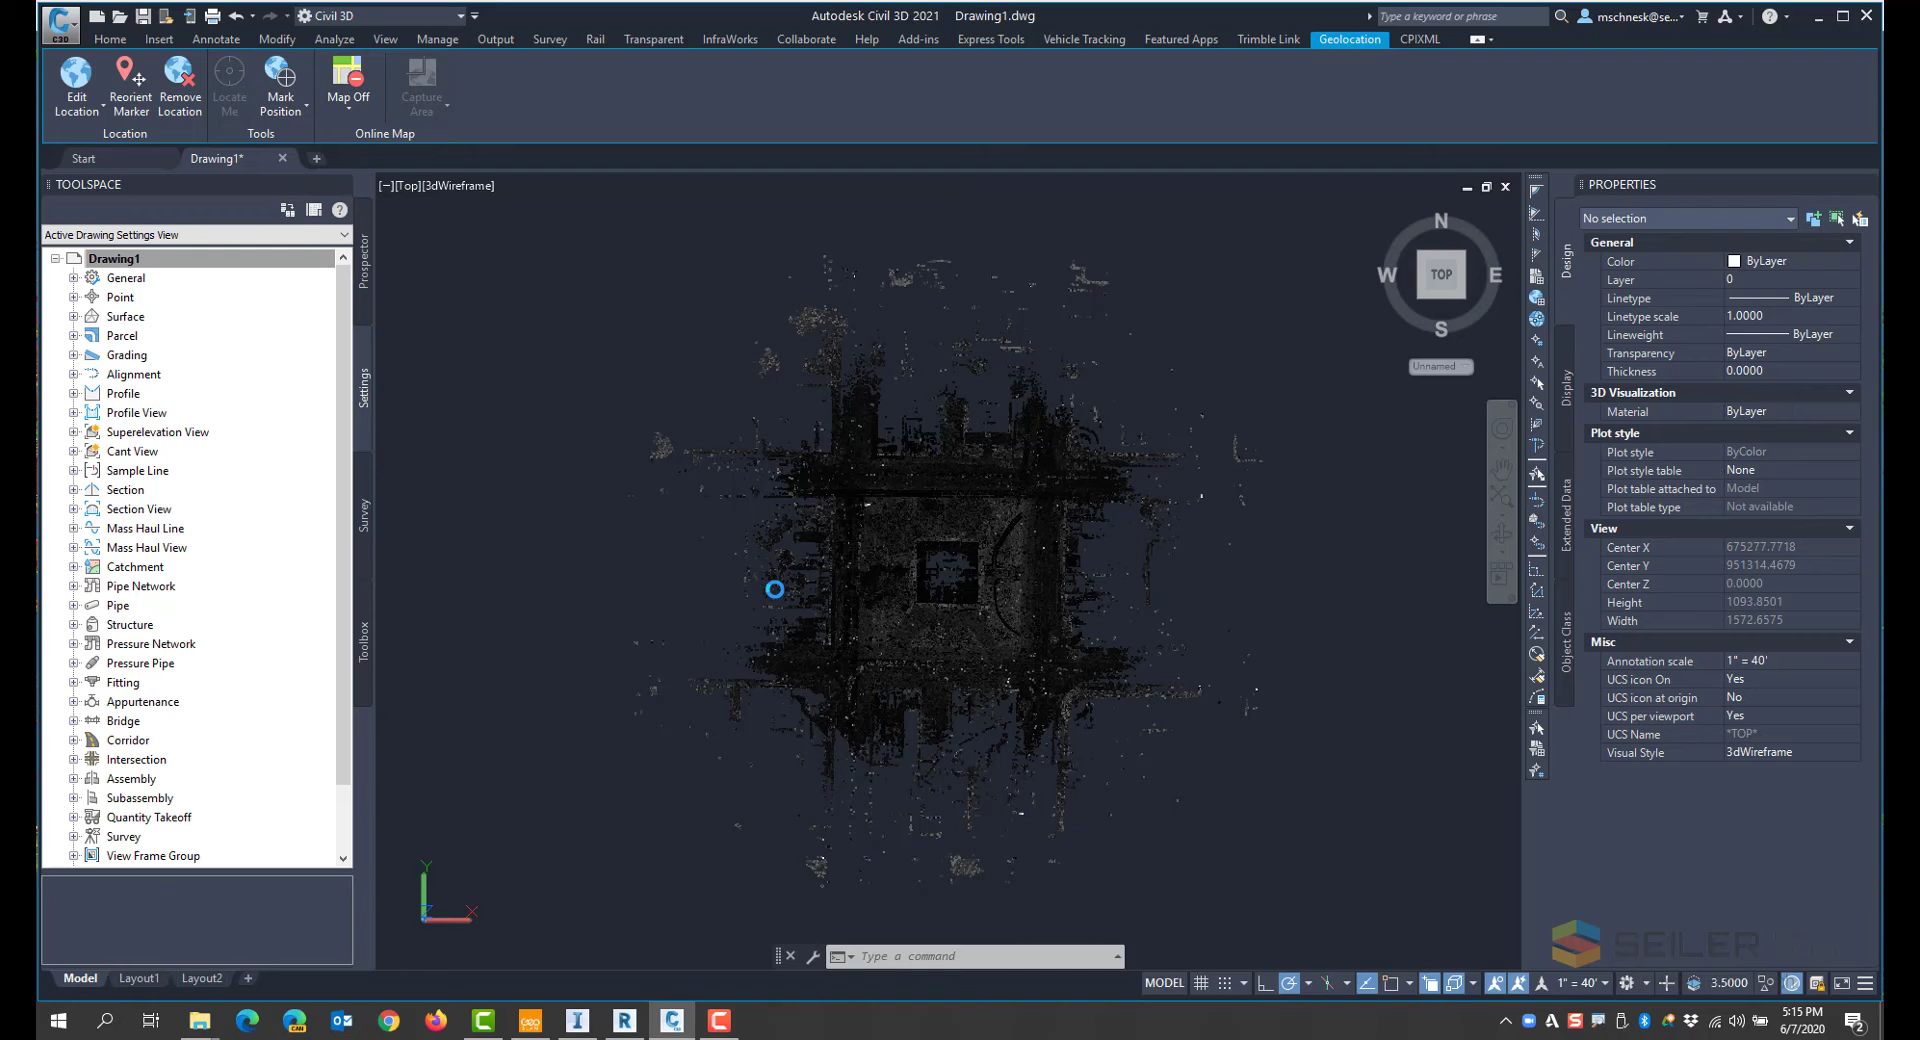 Civil 3D
Autodesk Civil 3D 2021 Drawing1.dwg
Type a keyword or phrase
mschnesk@se...
C3D
Home Insert Annotate Modify Analyze View Manage Output Survey Rail Transparent InfraWorks Collaborate Help Add-ins Express Tools Vehicle Tracking Featured Apps Trimble Link Geolocation CPIXML
Edit Location
Reorient Marker
Remove Location
Locate Me
Mark Position
Map Off
Capture Area
Location Tools Online Map
Start Drawing1*
TOOLSPACE
Active Drawing Settings View
Drawing1
General
Point
Surface
Parcel
Grading
Alignment
Profile
Profile View
Superelevation View
Cant View
Sample Line
Section
Section View
Mass Haul Line
Mass Haul View
Catchment
Pipe Network
Pipe
Structure
Pressure Network
Pressure Pipe
Fitting
Appurtenance
Bridge
Corridor
Intersection
Assembly
Subassembly
Quantity Takeoff
Survey
View Frame Group
Prospector
Settings
Survey
Toolbox
[−][Top][3dWireframe]
N
W TOP E
S
Unnamed
Y
X
Z
Type a command
PROPERTIES
No selection
Design
Display
Extended Data
Object Class
General
Color ByLayer
Layer 0
Linetype ByLayer
Linetype scale 1.0000
Lineweight ByLayer
Transparency ByLayer
Thickness 0.0000
3D Visualization
Material ByLayer
Plot style
Plot style ByColor
Plot style table None
Plot table attached to Model
Plot table type Not available
View
Center X 675277.7718
Center Y 951314.4679
Center Z 0.0000
Height 1093.8501
Width 1572.6575
Misc
Annotation scale 1" = 40'
UCS icon On Yes
UCS icon at origin No
UCS per viewport Yes
UCS Name *TOP*
Visual Style 3dWireframe
SEILER
Model Layout1 Layout2
MODEL 1" = 40' 3.5000
5:15 PM
6/7/2020
2